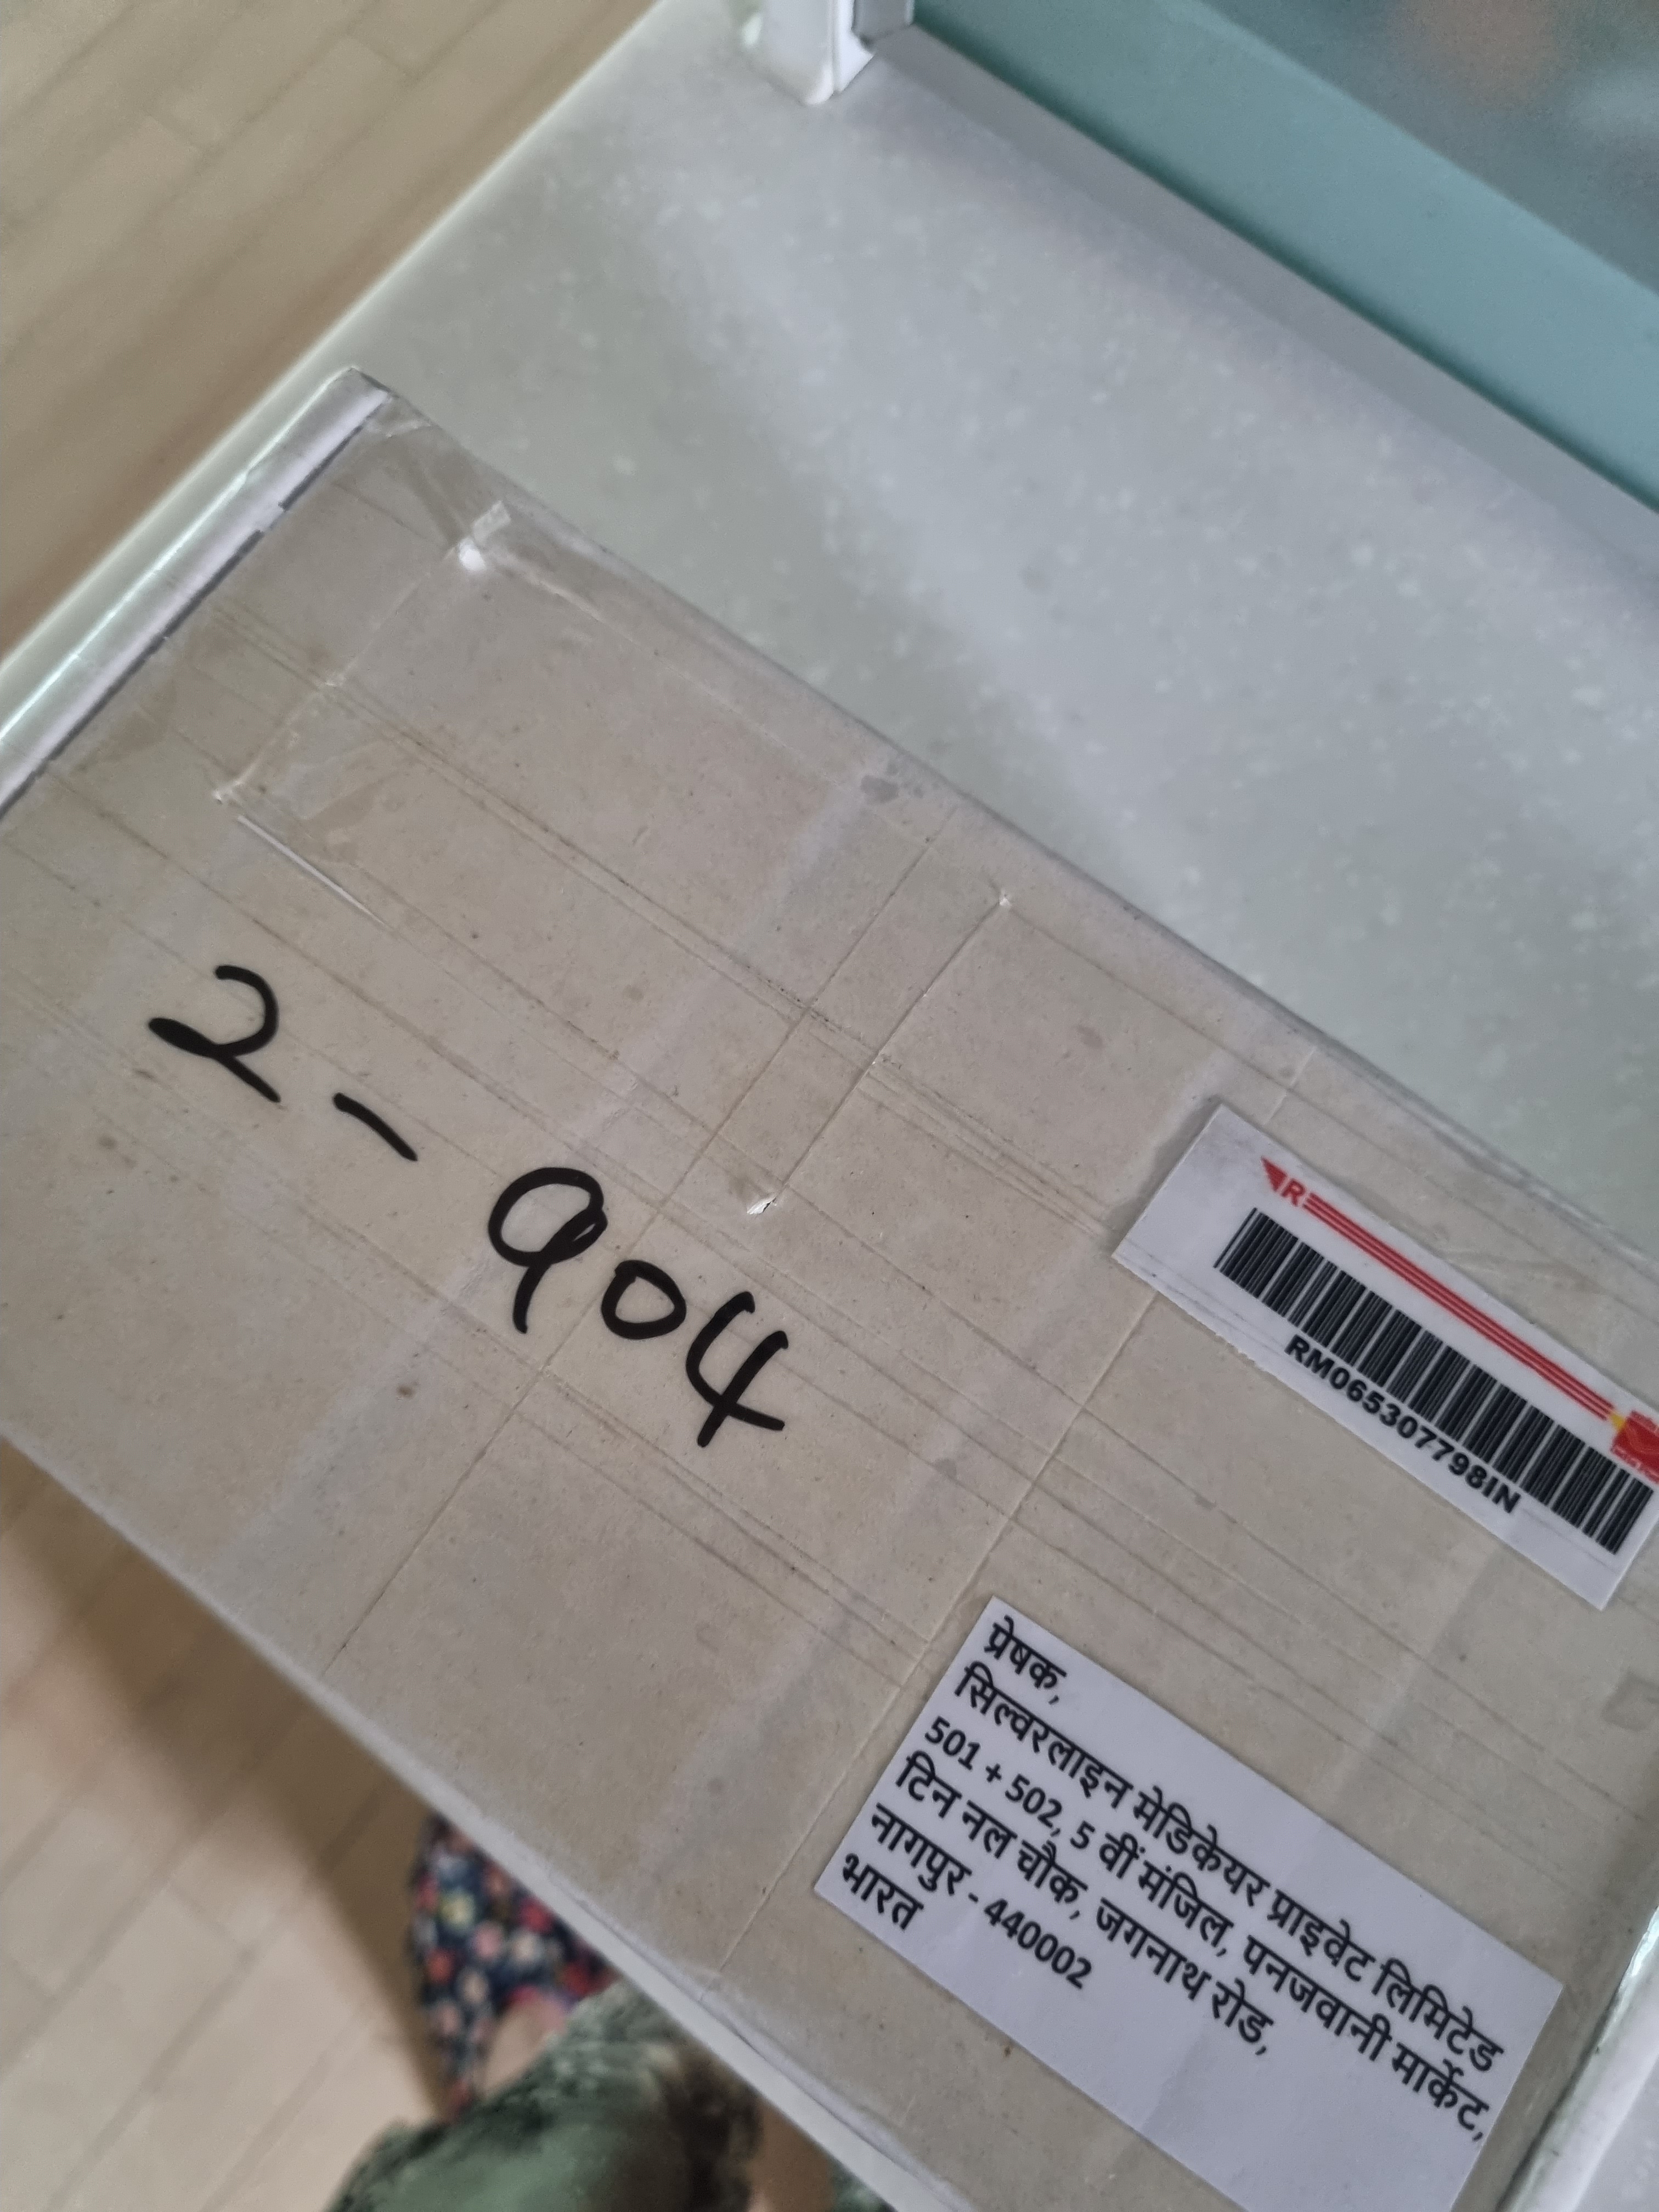 2-904
R
RM065307798IN
प्रेषक,
सिल्वरलाइन मेडिकेयर प्राइवेट लिमिटेड
501 + 502, 5 वीं मंजिल, पनजवानी मार्केट,
टिन नल चौक, जगनाथ रोड,
नागपुर - 440002
भारत